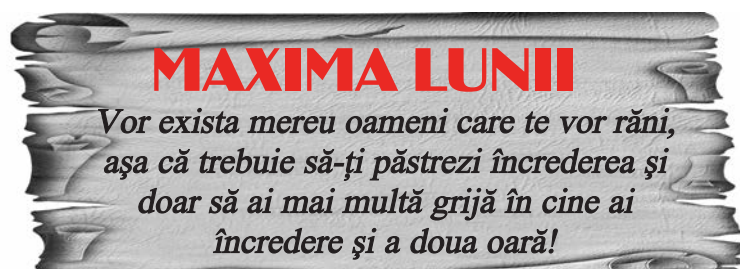 MAXIMA LUNII
Vor exista mereu oameni care te vor răni,
aşa că trebuie să-ți păstrezi încrederea şi
doar să ai mai multă grijă în cine ai
încredere şi a doua oară!